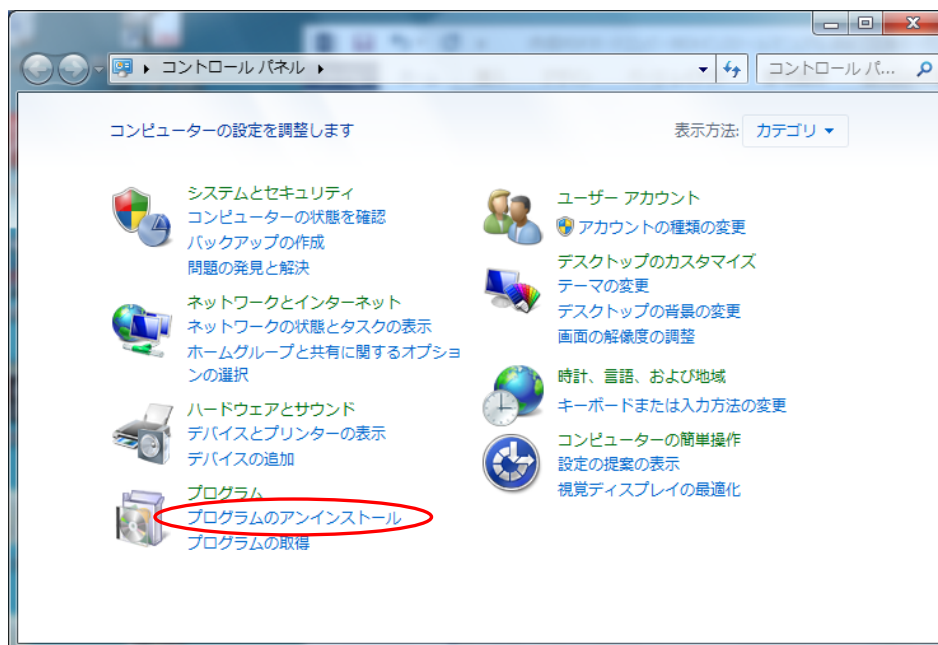 コントロール パネル
コントロール パ...
コンピューターの設定を調整します
表示方法: カテゴリ
システムとセキュリティ
コンピューターの状態を確認
バックアップの作成
問題の発見と解決
ネットワークとインターネット
ネットワークの状態とタスクの表示
ホームグループと共有に関するオプショ
ンの選択
ハードウェアとサウンド
デバイスとプリンターの表示
デバイスの追加
プログラム
プログラムのアンインストール
プログラムの取得
ユーザー アカウント
アカウントの種類の変更
デスクトップのカスタマイズ
テーマの変更
デスクトップの背景の変更
画面の解像度の調整
時計、言語、および地域
キーボードまたは入力方法の変更
コンピューターの簡単操作
設定の提案の表示
視覚ディスプレイの最適化